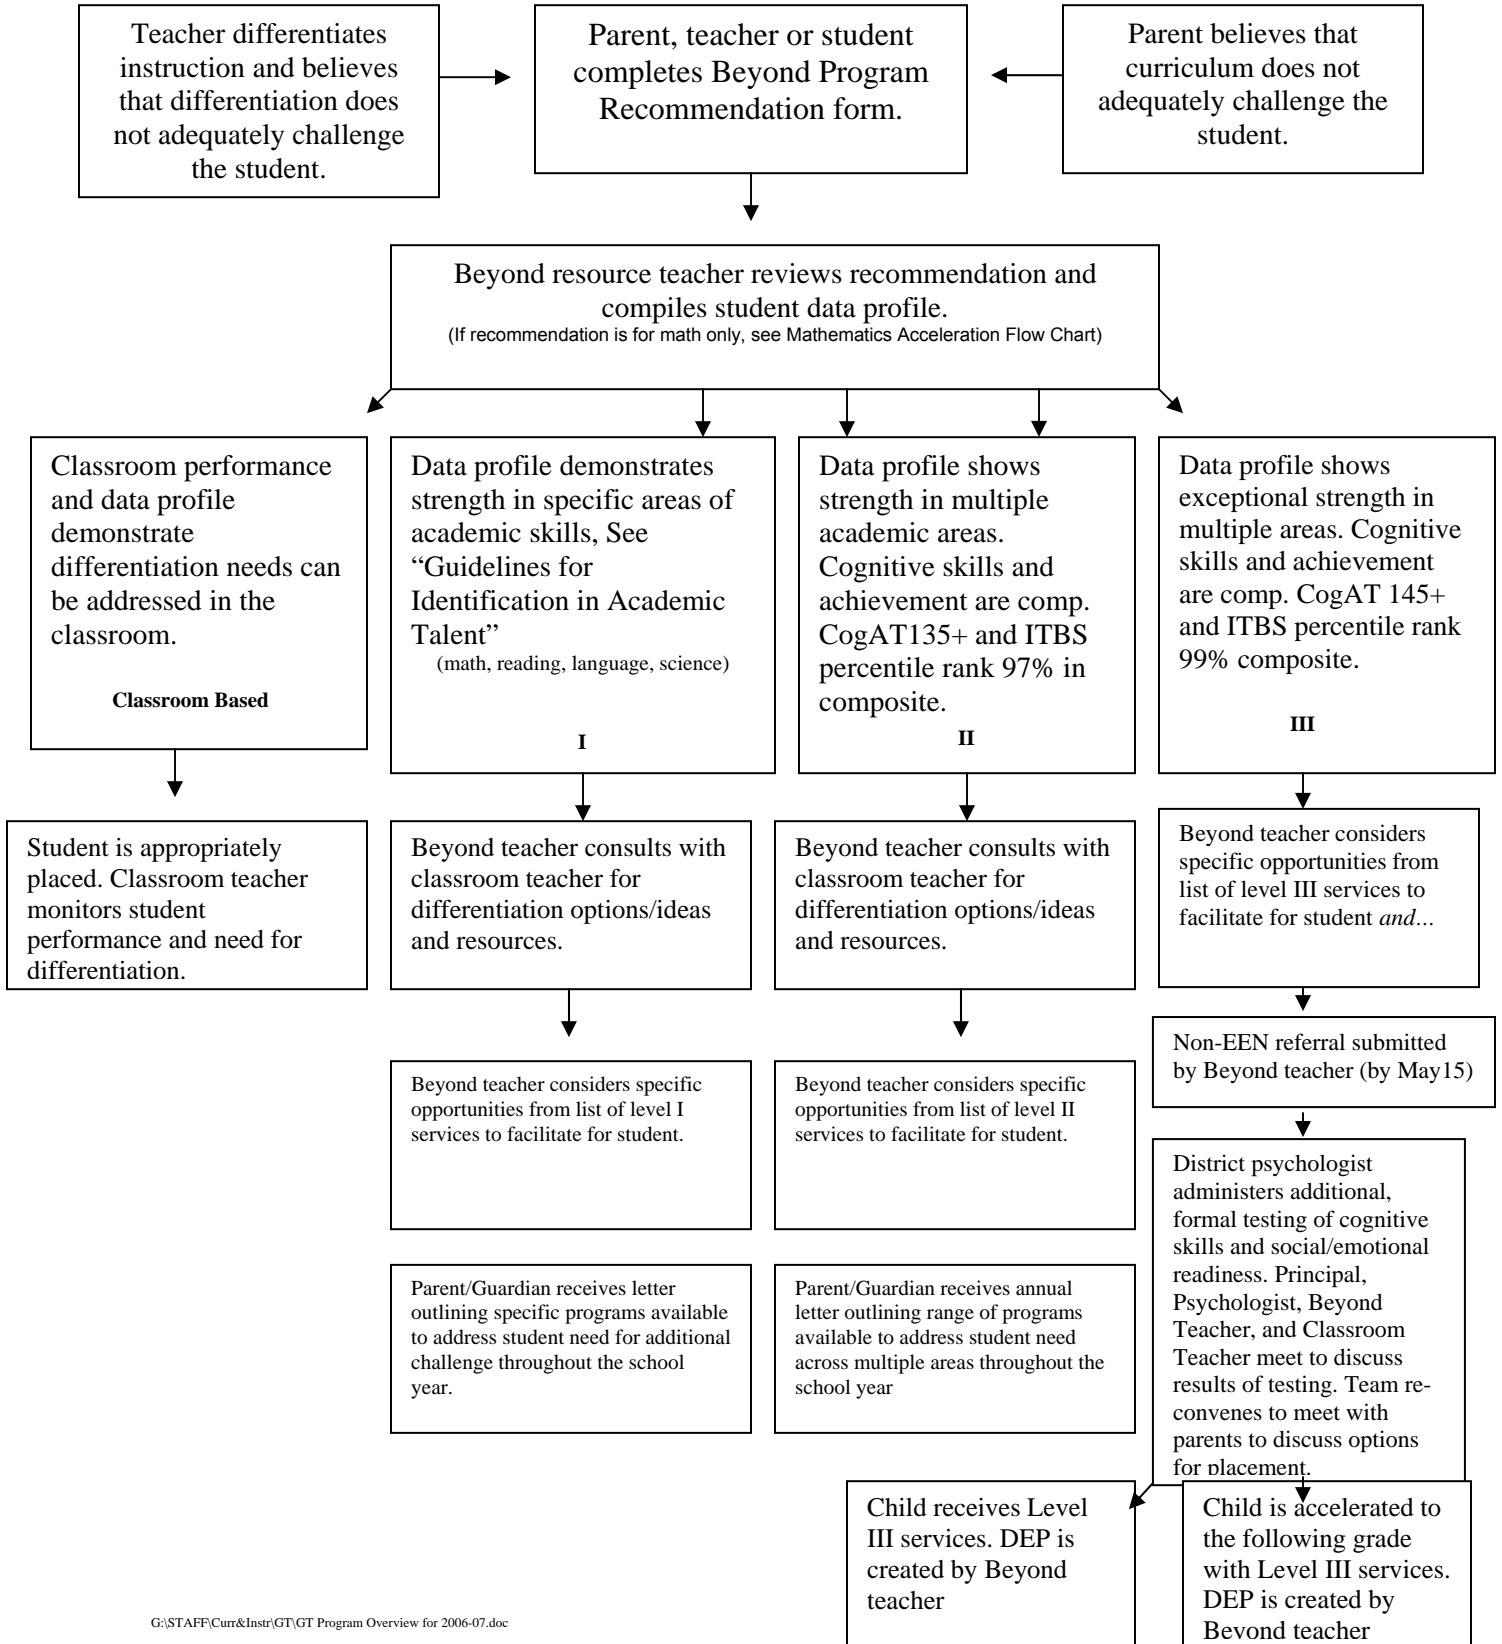 Teacher differentiates
instruction and believes
that differentiation does
not adequately challenge
the student.
Parent, teacher or student
completes Beyond Program
Recommendation form.
Parent believes that
curriculum does not
adequately challenge the
student.
Beyond resource teacher reviews recommendation and
compiles student data profile.
(If recommendation is for math only, see Mathematics Acceleration Flow Chart)
Classroom performance
and data profile
demonstrate
differentiation needs can
be addressed in the
classroom.
Classroom Based
Data profile demonstrates
strength in specific areas of
academic skills, See
“Guidelines for
Identification in Academic
Talent”
(math, reading, language, science)
I
Data profile shows
strength in multiple
academic areas.
Cognitive skills and
achievement are comp.
CogAT135+ and ITBS
percentile rank 97% in
composite.
II
Data profile shows
exceptional strength in
multiple areas. Cognitive
skills and achievement
are comp. CogAT 145+
and ITBS percentile rank
99% composite.
III
Student is appropriately
placed. Classroom teacher
monitors student
performance and need for
differentiation.
Beyond teacher consults with
classroom teacher for
differentiation options/ideas
and resources.
Beyond teacher consults with
classroom teacher for
differentiation options/ideas
and resources.
Beyond teacher considers
specific opportunities from
list of level III services to
facilitate for student and…
Beyond teacher considers specific
opportunities from list of level I
services to facilitate for student.
Beyond teacher considers specific
opportunities from list of level II
services to facilitate for student.
Non-EEN referral submitted
by Beyond teacher (by May15)
Parent/Guardian receives letter
outlining specific programs available
to address student need for additional
challenge throughout the school
year.
Parent/Guardian receives annual
letter outlining range of programs
available to address student need
across multiple areas throughout the
school year
District psychologist
administers additional,
formal testing of cognitive
skills and social/emotional
readiness. Principal,
Psychologist, Beyond
Teacher, and Classroom
Teacher meet to discuss
results of testing. Team re-
convenes to meet with
parents to discuss options
for placement.
Child receives Level
III services. DEP is
created by Beyond
teacher
Child is accelerated to
the following grade
with Level III services.
DEP is created by
Beyond teacher
G:\STAFF\Curr&Instr\GT\GT Program Overview for 2006-07.doc